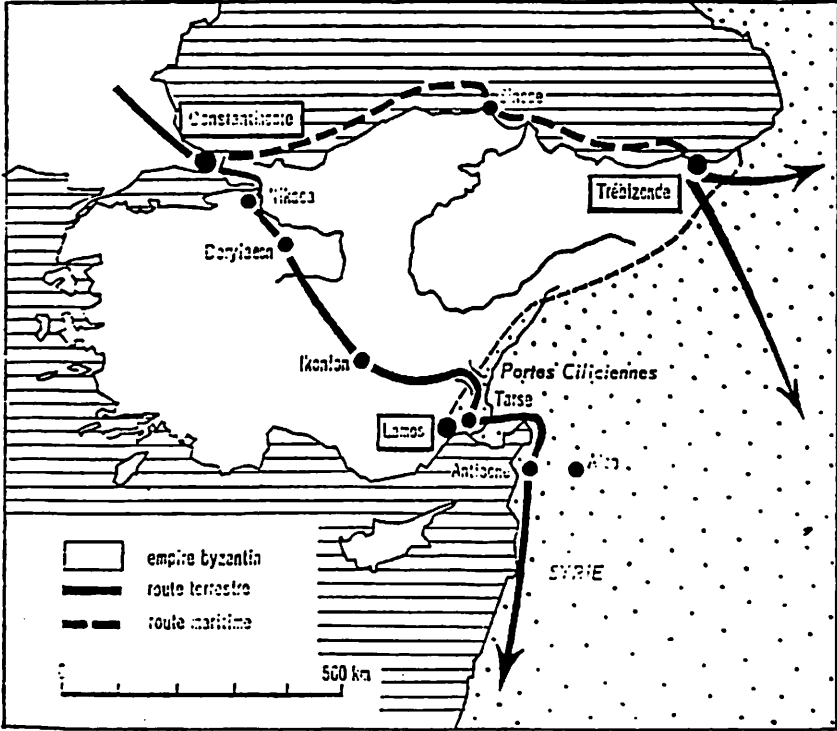 Constantinople
Sinope
Trébizonde
Nikaea
Dorylaeon
Ikonion
Portes Ciliciennes
Tarse
Lamos
Antioche
SYRIE
empire byzantin
route terrestre
route maritime
500 km